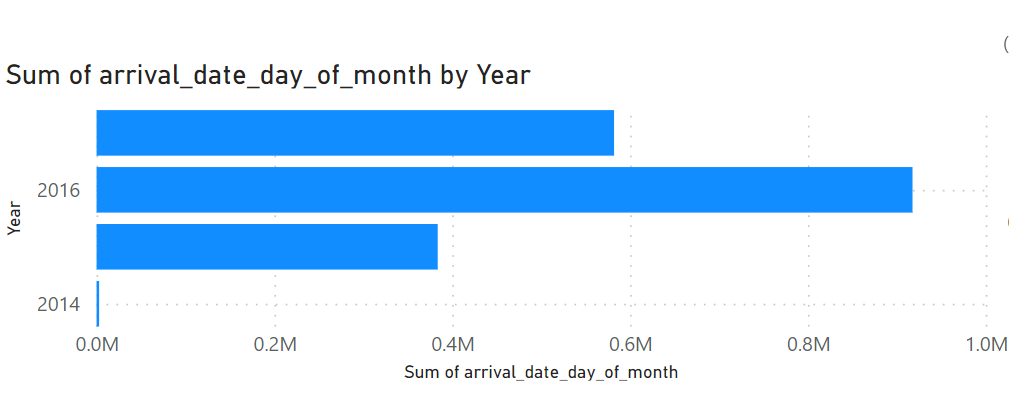 (
Sum of arrival_date_day_of_month by Year
Year
2016
2014
0.0M 0.2M 0.4M 0.6M 0.8M 1.0M
Sum of arrival_date_day_of_month